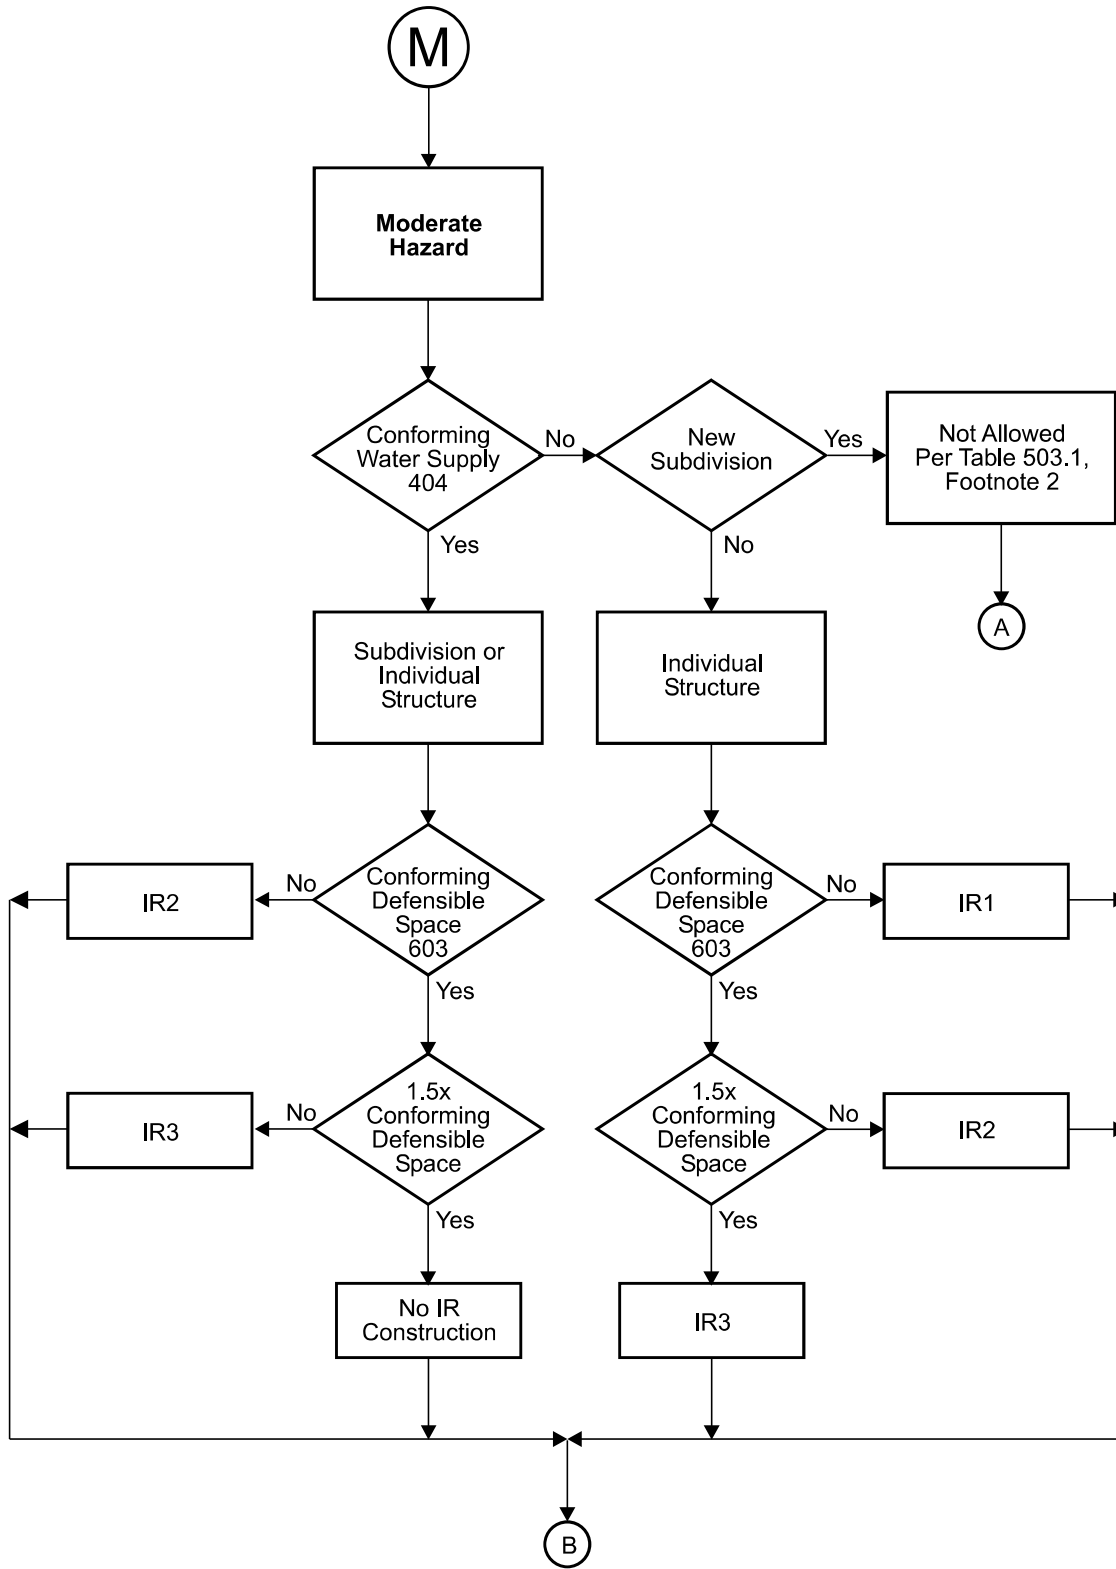 M
Moderate
Hazard
Conforming
Water Supply
404
No
New
Subdivision
Yes
Not Allowed
Per Table 503.1,
Footnote 2
Yes
No
A
Subdivision or
Individual
Structure
Individual
Structure
IR2
No
Conforming
Defensible
Space
603
Conforming
Defensible
Space
603
No
IR1
Yes
Yes
IR3
No
1.5x
Conforming
Defensible
Space
1.5x
Conforming
Defensible
Space
No
IR2
Yes
Yes
No IR
Construction
IR3
B